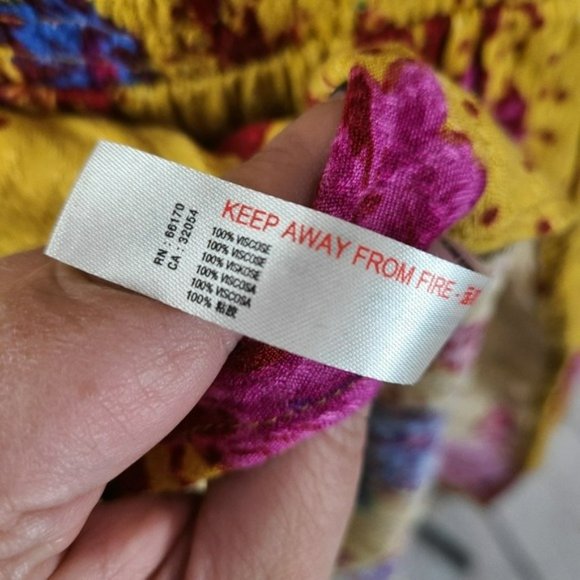 RN : 66170
CA : 32054
KEEP AWAY FROM FIRE -
100% VISCOSE
100% VISCOSE
100% VISKOSE
100% VISCOSA
100% VISCOSA
100% 粘胶